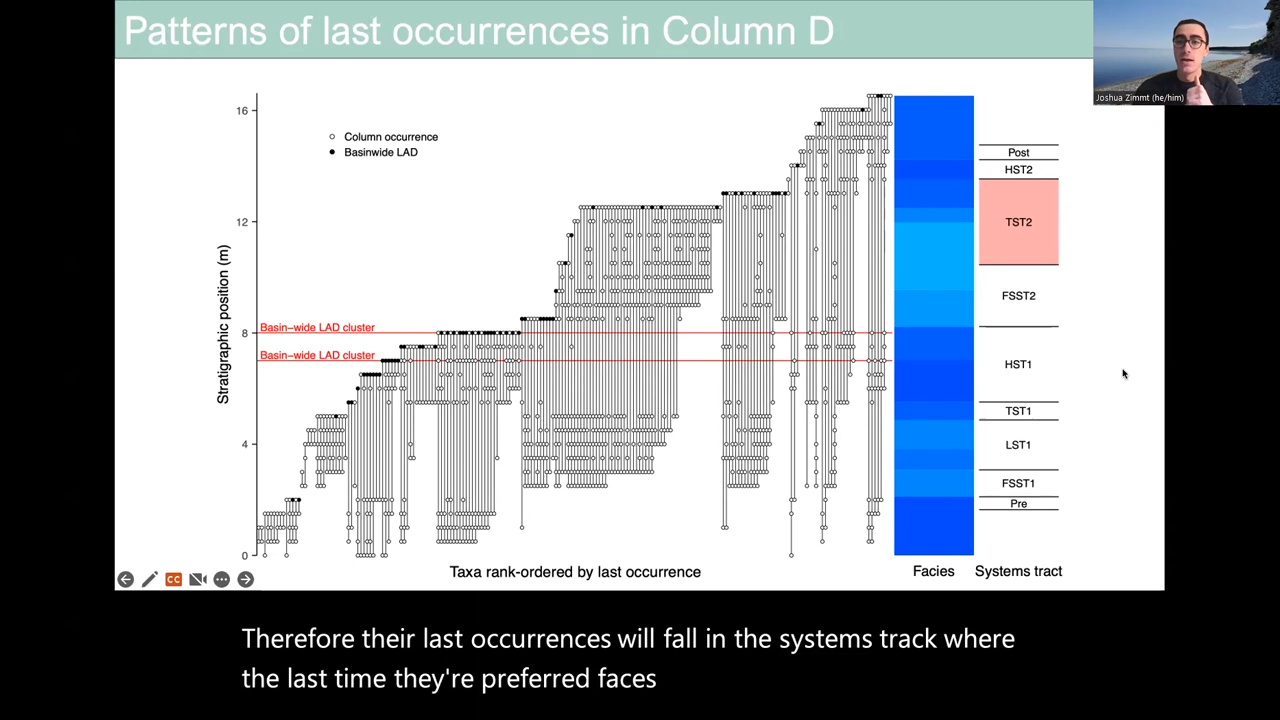 Patterns of last occurrences in Column D
Joshua Zimmt (he/him)
Column occurrence
Basinwide LAD
16
12
8
4
0
Stratigraphic position (m)
Basin-wide LAD cluster
Basin-wide LAD cluster
Post
HST2
TST2
FSST2
HST1
TST1
LST1
FSST1
Pre
Taxa rank-ordered by last occurrence
Facies
Systems tract
CC
Therefore their last occurrences will fall in the systems track where
the last time they're preferred faces